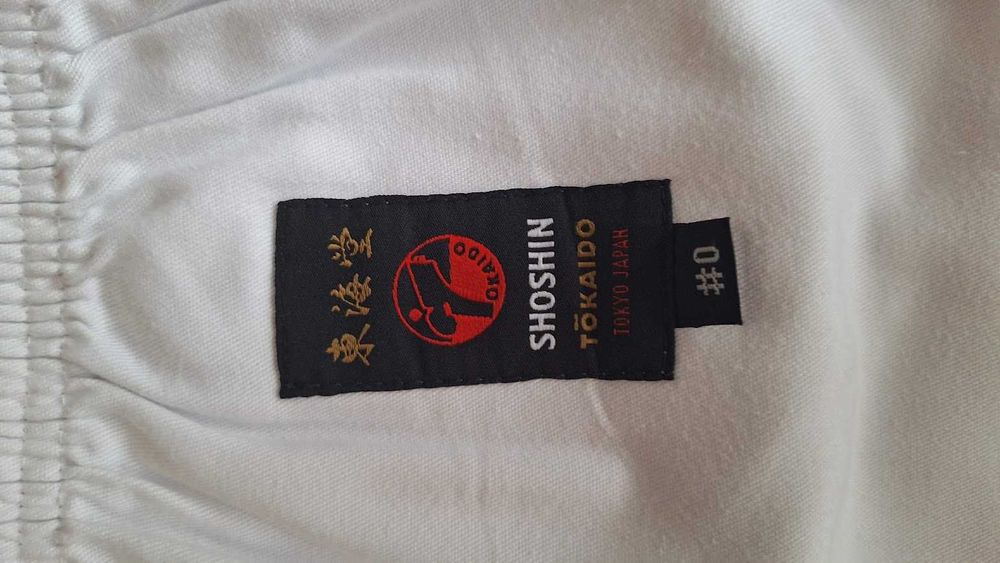 東海堂
TOKAIDO
SHOSHIN
TŌKAIDO
TOKYO JAPAN
#0